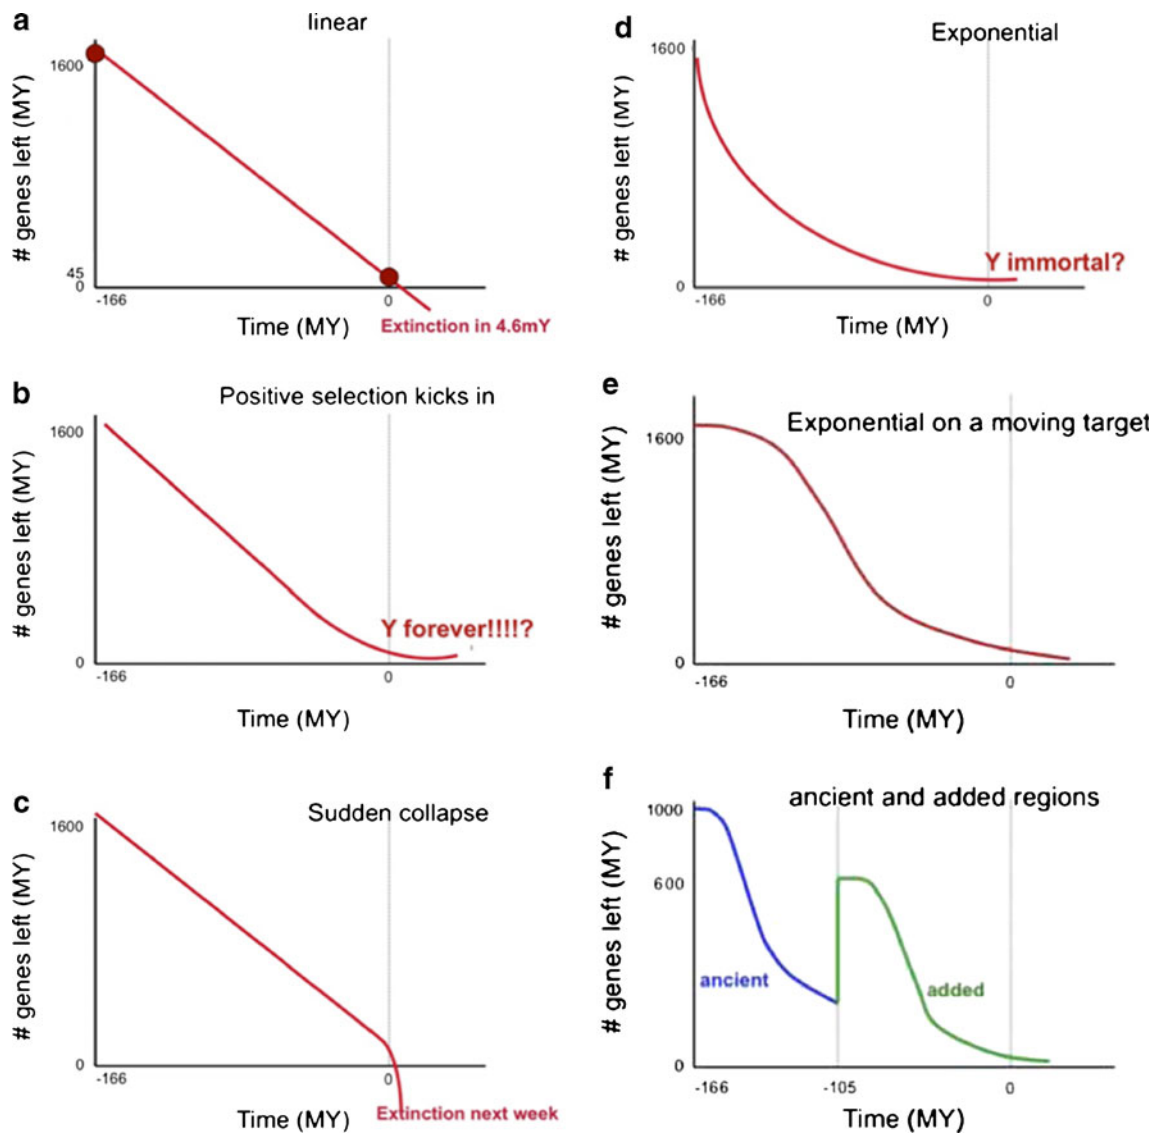 a
linear
# genes left (MY)
1600
45
0
-166
0
Time (MY)
Extinction in 4.6mY
b
Positive selection kicks in
# genes left (MY)
1600
0
-166
0
Y forever!!!!?
Time (MY)
c
Sudden collapse
# genes left (MY)
1600
0
-166
0
Time (MY)
Extinction next week
d
Exponential
# genes left (MY)
1600
0
-166
0
Y immortal?
Time (MY)
e
Exponential on a moving target
# genes left (MY)
1600
0
-166
0
Time (MY)
f
ancient and added regions
# genes left (MY)
1000
600
0
ancient
added
-166
-105
0
Time (MY)